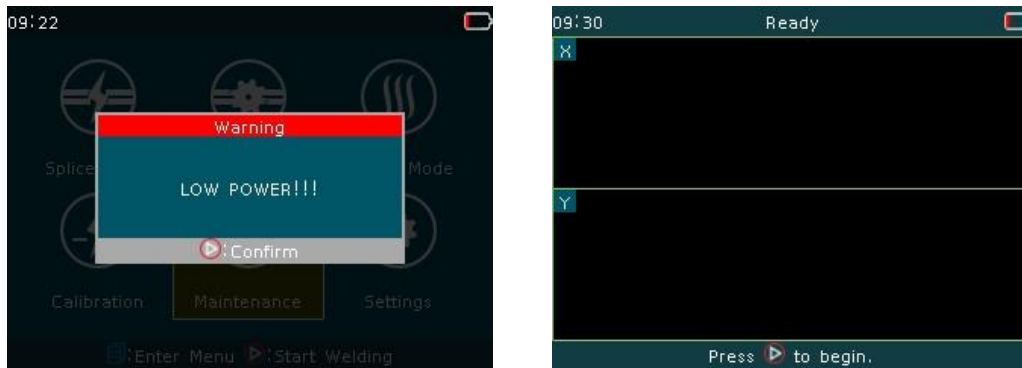 09:22
Warning
Splice
Mode
LOW POWER!!!
:Confirm
Calibration Maintenance Settings
:Enter Menu :Start Welding
09:30 Ready
X
Y
Press to begin.